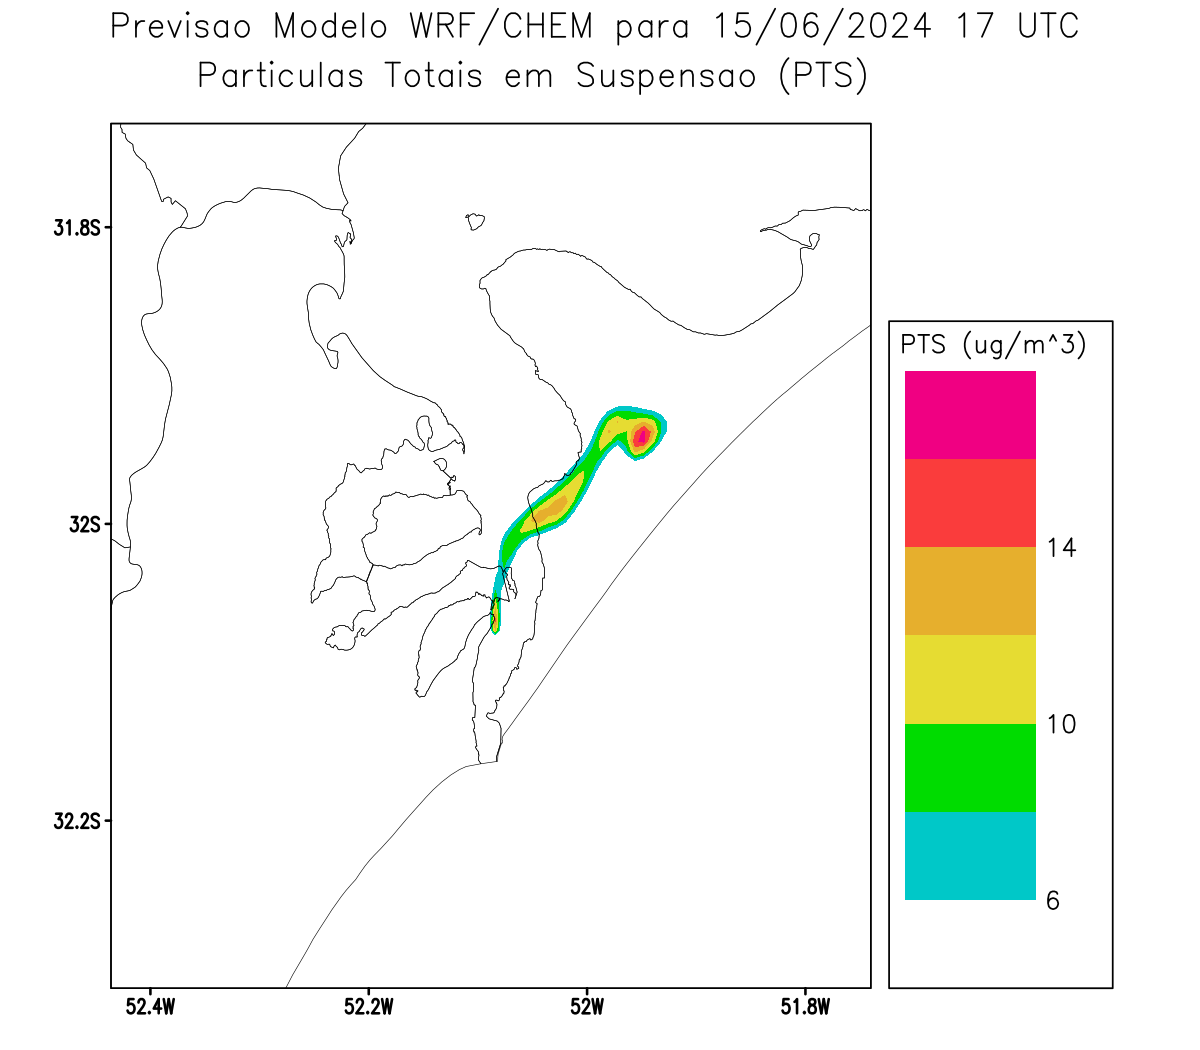 Previsao Modelo WRF/CHEM para 15/06/2024 17 UTC
Particulas Totais em Suspensao (PTS)
31.8S
32S
32.2S
52.4W
52.2W
52W
51.8W
PTS (ug/m^3)
14
10
6